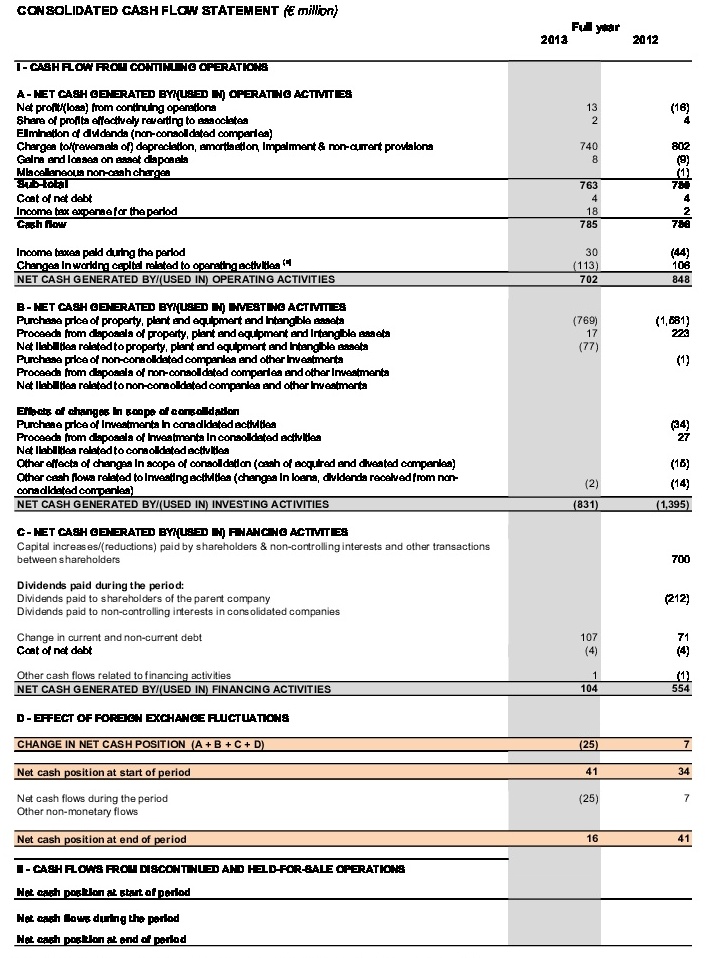 CONSOLIDATED CASH FLOW STATEMENT (€ million)
Full year
2013 2012
I - CASH FLOW FROM CONTINUING OPERATIONS
A - NET CASH GENERATED BY/(USED IN) OPERATING ACTIVITIES
Net profit/(loss) from continuing operations 13 (16)
Share of profits effectively reverting to associates 2 4
Elimination of dividends (non-consolidated companies)
Charges to/(reversals of) depreciation, amortisation, impairment & non-current provisions 740 802
Gains and losses on asset disposals 8 (9)
Miscellaneous non-cash charges (1)
Sub-total 763
Cost of net debt 4 4
Income tax expense for the period 18 2
Cash flow 785
Income taxes paid during the period 30 (44)
Changes in working capital related to operating activities (a) (113) 106
NET CASH GENERATED BY/(USED IN) OPERATING ACTIVITIES 702 848
B - NET CASH GENERATED BY/(USED IN) INVESTING ACTIVITIES
Purchase price of property, plant and equipment and intangible assets (769) (1,581)
Proceeds from disposals of property, plant and equipment and intangible assets 17 223
Net liabilities related to property, plant and equipment and intangible assets (77)
Purchase price of non-consolidated companies and other investments (1)
Proceeds from disposals of non-consolidated companies and other investments
Net liabilities related to non-consolidated companies and other investments
Effects of changes in scope of consolidation
Purchase price of investments in consolidated activities (34)
Proceeds from disposals of investments in consolidated activities 27
Net liabilities related to consolidated activities
Other effects of changes in scope of consolidation (cash of acquired and divested companies) (15)
Other cash flows related to investing activities (changes in loans, dividends received from non-
consolidated companies) (2) (14)
NET CASH GENERATED BY/(USED IN) INVESTING ACTIVITIES (831) (1,395)
C - NET CASH GENERATED BY/(USED IN) FINANCING ACTIVITIES
Capital increases/(reductions) paid by shareholders & non-controlling interests and other transactions
between shareholders 700
Dividends paid during the period:
Dividends paid to shareholders of the parent company (212)
Dividends paid to non-controlling interests in consolidated companies
Change in current and non-current debt 107 71
Cost of net debt (4) (4)
Other cash flows related to financing activities 1 (1)
NET CASH GENERATED BY/(USED IN) FINANCING ACTIVITIES 104 554
D - EFFECT OF FOREIGN EXCHANGE FLUCTUATIONS
CHANGE IN NET CASH POSITION (A + B + C + D) (25) 7
Net cash position at start of period 41 34
Net cash flows during the period (25) 7
Other non-monetary flows
Net cash position at end of period 16 41
II - CASH FLOWS FROM DISCONTINUED AND HELD-FOR-SALE OPERATIONS
Net cash position at start of period
Net cash flows during the period
Net cash position at end of period